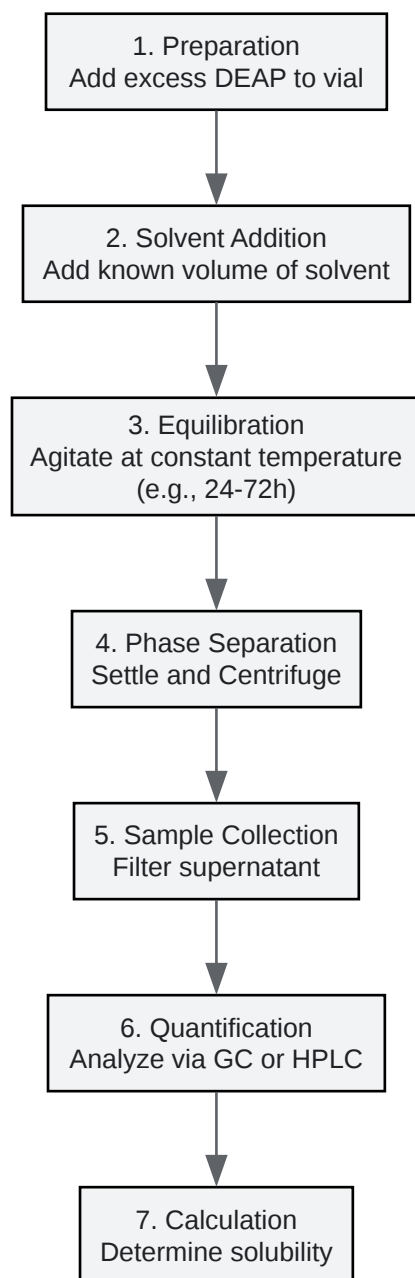 1. Preparation
Add excess DEAP to vial
2. Solvent Addition
Add known volume of solvent
3. Equilibration
Agitate at constant temperature
(e.g., 24-72h)
4. Phase Separation
Settle and Centrifuge
5. Sample Collection
Filter supernatant
6. Quantification
Analyze via GC or HPLC
7. Calculation
Determine solubility